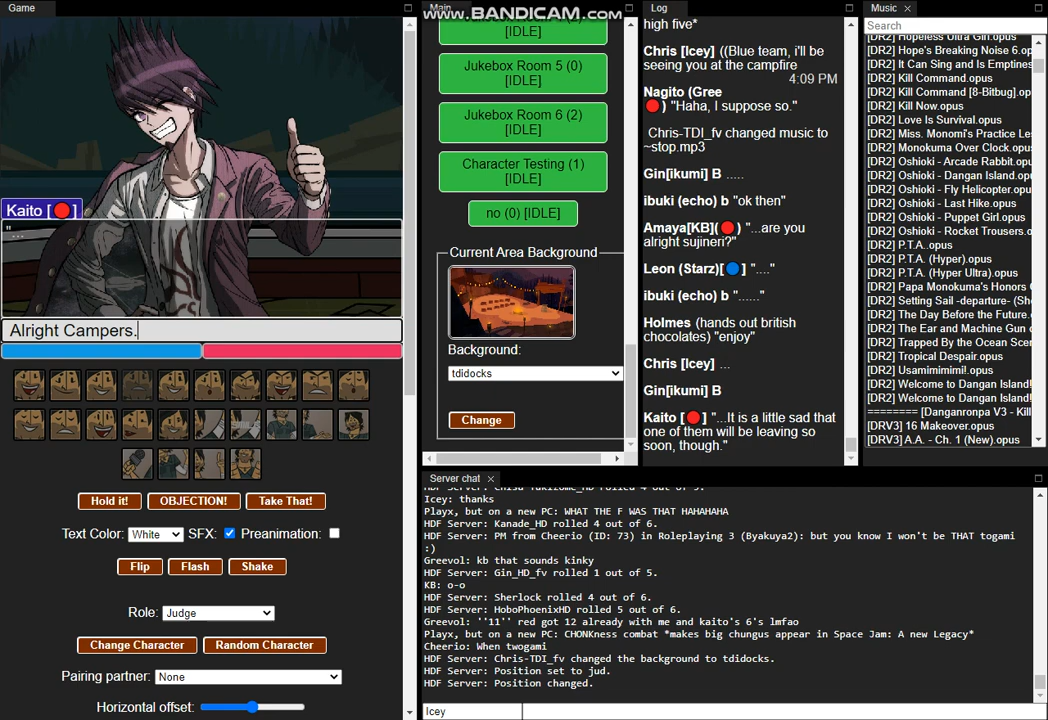 Game
Main
WWW.BANDICAM.COM
Log
Music
Kaito [🔴]
"
...
Alright Campers.
Hold it!
OBJECTION!
Take That!
Text Color:
White
SFX:
Preanimation:
Flip
Flash
Shake
Role:
Judge
Change Character
Random Character
Pairing partner:
None
Horizontal offset:
[IDLE]
Jukebox Room 5 (0)
[IDLE]
Jukebox Room 6 (2)
[IDLE]
Character Testing (1)
[IDLE]
no (0) [IDLE]
Current Area Background
Background:
tdidocks
Change
high five*
Chris [Icey] ((Blue team, i'll be
seeing you at the campfire
4:09 PM
Nagito (Gree
🔴) "Haha, I suppose so."
Chris-TDI_fv changed music to
~stop.mp3
Gin[ikumi] B .....
ibuki (echo) b "ok then"
Amaya[KB](🔴) "...are you
alright sujineri?"
Leon (Starz)[🔵] "...."
ibuki (echo) b "......"
Holmes (hands out british
chocolates) "enjoy"
Chris [Icey] ...
Gin[ikumi] B
Kaito [🔴] "...It is a little sad that
one of them will be leaving so
soon, though."
Search
[DR2] Hopeless Ultra Girl.opus
[DR2] Hope's Breaking Noise 6.op
[DR2] It Can Sing and Is Emptines
[DR2] Kill Command.opus
[DR2] Kill Command [8-Bitbug].op
[DR2] Kill Now.opus
[DR2] Love Is Survival.opus
[DR2] Miss. Monomi's Practice Le
[DR2] Monokuma Over Clock.opu
[DR2] Oshioki - Arcade Rabbit.opu
[DR2] Oshioki - Dangan Island.opu
[DR2] Oshioki - Fly Helicopter.opus
[DR2] Oshioki - Last Hike.opus
[DR2] Oshioki - Puppet Girl.opus
[DR2] Oshioki - Rocket Trousers.op
[DR2] P.T.A..opus
[DR2] P.T.A. (Hyper).opus
[DR2] P.T.A. (Hyper Ultra).opus
[DR2] Papa Monokuma's Honors
[DR2] Setting Sail -departure- (Sh
[DR2] The Day Before the Future.
[DR2] The Ear and Machine Gun
[DR2] Trapped By the Ocean Scen
[DR2] Tropical Despair.opus
[DR2] Usamimimimi!.opus
[DR2] Welcome to Dangan Island!
[DR2] Welcome to Dangan Island!
======== [Danganronpa V3 - Kill
[DRV3] 16 Makeover.opus
[DRV3] A.A. - Ch. 1 (New).opus
Server chat
HDF Server: Chisa Yukizome_HD rolled 4 out of 6.
Icey: thanks
Playx, but on a new PC: WHAT THE F WAS THAT HAHAHAHA
HDF Server: Kanade_HD rolled 4 out of 6.
HDF Server: PM from Cheerio (ID: 73) in Roleplaying 3 (Byakuya2): but you know I won't be THAT togami
:)
Greevol: kb that sounds kinky
HDF Server: Gin_HD_fv rolled 1 out of 5.
KB: o-o
HDF Server: Sherlock rolled 4 out of 6.
HDF Server: HoboPhoenixHD rolled 5 out of 6.
Greevol: ''11'' red got 12 already with me and kaito's 6's lmfao
Playx, but on a new PC: CHONKness combat *makes big chungus appear in Space Jam: A new Legacy*
Cheerio: When twogami
HDF Server: Chris-TDI_fv changed the background to tdidocks.
HDF Server: Position set to jud.
HDF Server: Position changed.
Icey